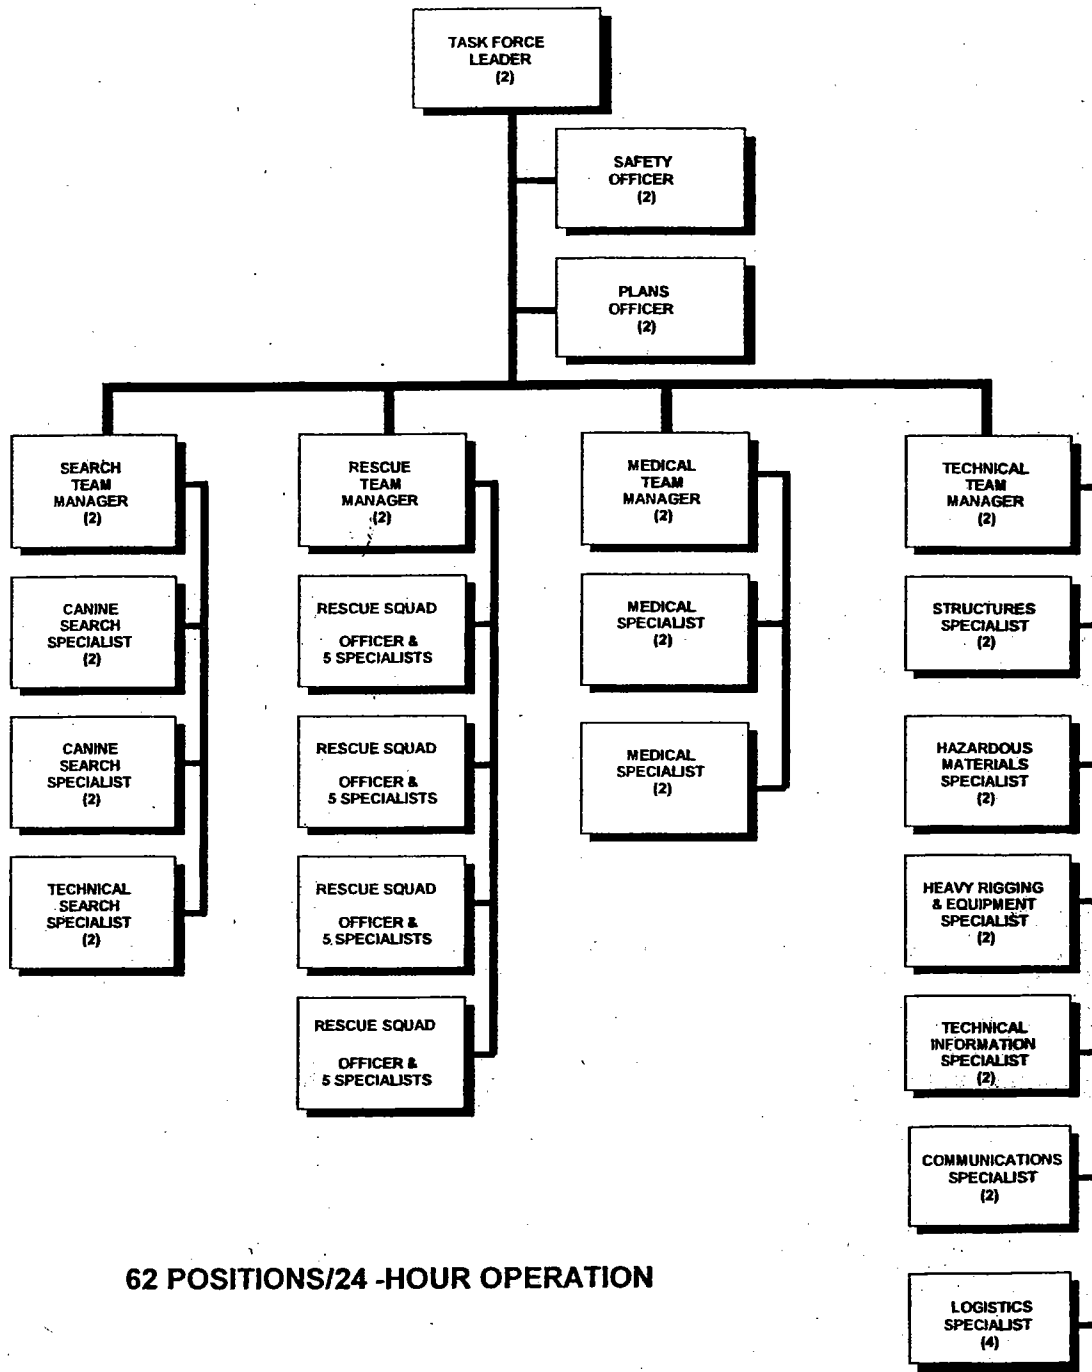 TASK FORCE
LEADER
(2)
SAFETY
OFFICER
(2)
PLANS
OFFICER
(2)
SEARCH
TEAM
MANAGER
(2)
CANINE
SEARCH
SPECIALIST
(2)
CANINE
SEARCH
SPECIALIST
(2)
TECHNICAL
SEARCH
SPECIALIST
(2)
RESCUE
TEAM
MANAGER
(2)
RESCUE SQUAD
OFFICER &
5 SPECIALISTS
RESCUE SQUAD
OFFICER &
5 SPECIALISTS
RESCUE SQUAD
OFFICER &
5 SPECIALISTS
RESCUE SQUAD
OFFICER &
5 SPECIALISTS
MEDICAL
TEAM
MANAGER
(2)
MEDICAL
SPECIALIST
(2)
MEDICAL
SPECIALIST
(2)
TECHNICAL
TEAM
MANAGER
(2)
STRUCTURES
SPECIALIST
(2)
HAZARDOUS
MATERIALS
SPECIALIST
(2)
HEAVY RIGGING
& EQUIPMENT
SPECIALIST
(2)
TECHNICAL
INFORMATION
SPECIALIST
(2)
COMMUNICATIONS
SPECIALIST
(2)
LOGISTICS
SPECIALIST
(4)
62 POSITIONS/24 -HOUR OPERATION